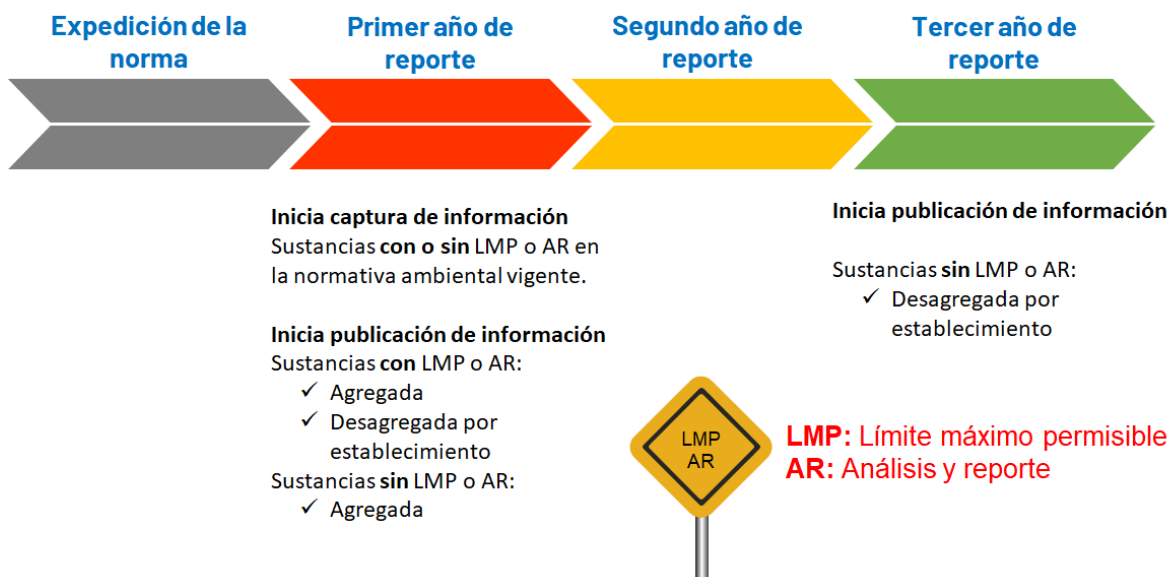 Expedición de la
norma
Primer año de
reporte
Segundo año de
reporte
Tercer año de
reporte
Inicia captura de información
Sustancias con o sin LMP o AR en
la normativa ambiental vigente.
Inicia publicación de información
Sustancias con LMP o AR:
✓ Agregada
✓ Desagregada por
establecimiento
Sustancias sin LMP o AR:
✓ Agregada
Inicia publicación de información
Sustancias sin LMP o AR:
✓ Desagregada por
establecimiento
LMP
AR
LMP: Límite máximo permisible
AR: Análisis y reporte